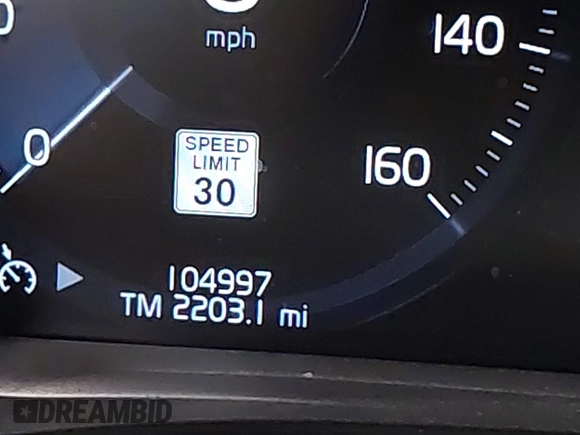 mph
140
0
SPEED
LIMIT
30
160
104997
TM 2203.1 mi
DREAMBID